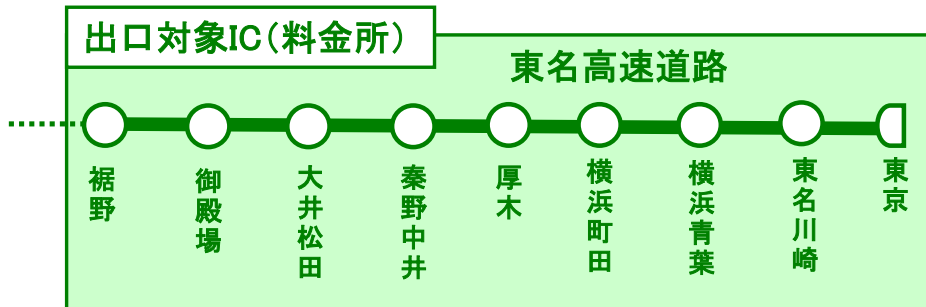 出口対象IC(料金所)
東名高速道路
裾野
御殿場
大井松田
秦野中井
厚木
横浜町田
横浜青葉
東名川崎
東京